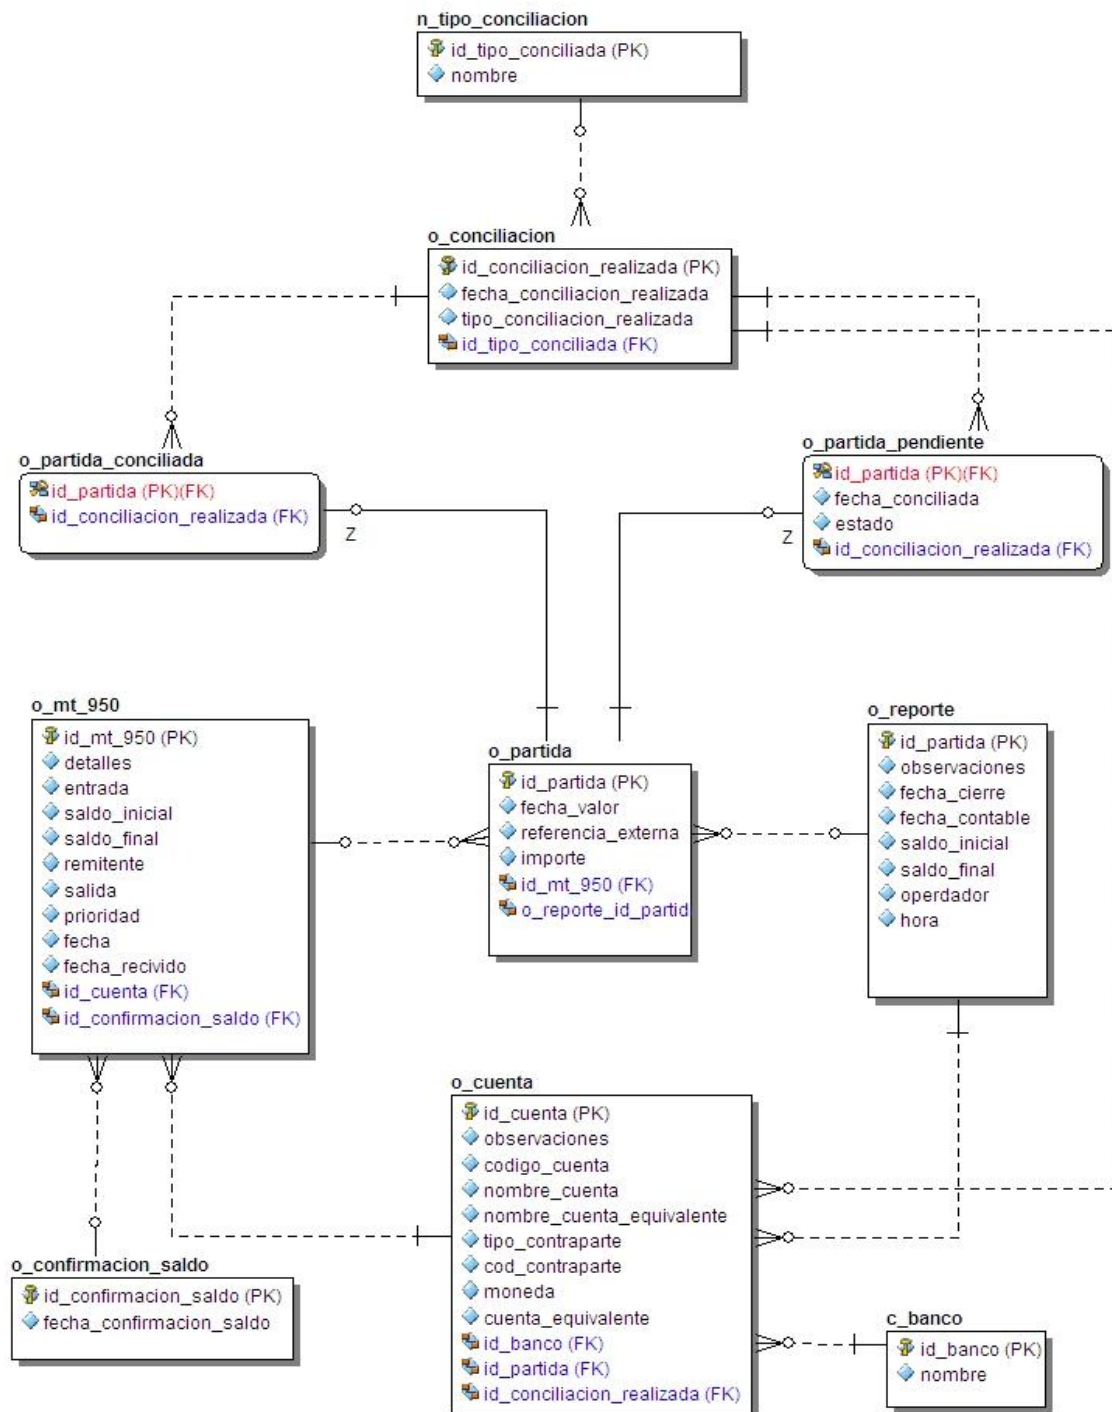 n_tipo_conciliacion
id_tipo_conciliada (PK)
nombre
o_conciliacion
id_conciliacion_realizada (PK)
fecha_conciliacion_realizada
tipo_conciliacion_realizada
id_tipo_conciliada (FK)
o_partida_conciliada
id_partida (PK)(FK)
id_conciliacion_realizada (FK)
Z
o_partida_pendiente
id_partida (PK)(FK)
fecha_conciliada
estado
id_conciliacion_realizada (FK)
Z
o_mt_950
id_mt_950 (PK)
detalles
entrada
saldo_inicial
saldo_final
remitente
salida
prioridad
fecha
fecha_recivido
id_cuenta (FK)
id_confirmacion_saldo (FK)
o_partida
id_partida (PK)
fecha_valor
referencia_externa
importe
id_mt_950 (FK)
o_reporte_id_partid
o_reporte
id_partida (PK)
observaciones
fecha_cierre
fecha_contable
saldo_inicial
saldo_final
operdador
hora
o_cuenta
id_cuenta (PK)
observaciones
codigo_cuenta
nombre_cuenta
nombre_cuenta_equivalente
tipo_contraparte
cod_contraparte
moneda
cuenta_equivalente
id_banco (FK)
id_partida (FK)
id_conciliacion_realizada (FK)
o_confirmacion_saldo
id_confirmacion_saldo (PK)
fecha_confirmacion_saldo
c_banco
id_banco (PK)
nombre